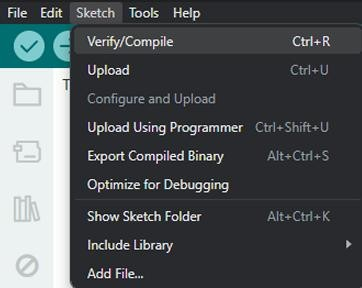 File Edit Sketch Tools Help
Verify/Compile Ctrl+R
Upload Ctrl+U
Configure and Upload
Upload Using Programmer Ctrl+Shift+U
Export Compiled Binary Alt+Ctrl+S
Optimize for Debugging
Show Sketch Folder Alt+Ctrl+K
Include Library
Add File...